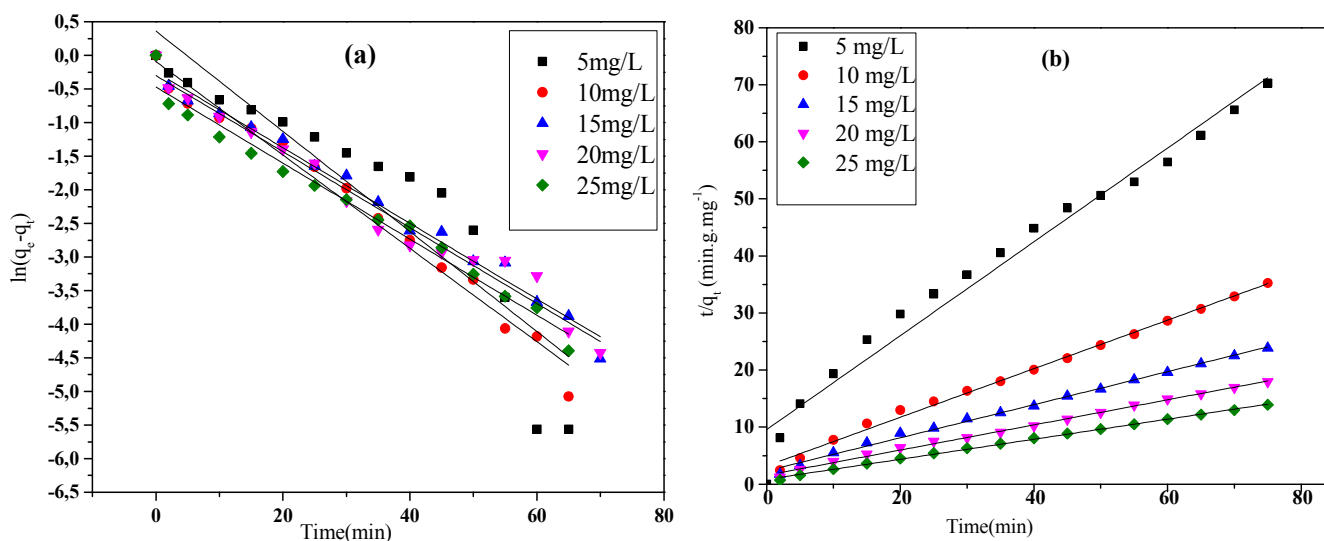 (a)
5mg/L
10mg/L
15mg/L
20mg/L
25mg/L
0,5
0,0
-0,5
-1,0
-1,5
-2,0
-2,5
-3,0
-3,5
-4,0
-4,5
-5,0
-5,5
-6,0
-6,5
ln(qe-qt)
0 20 40 60 80
Time(min)
(b)
5 mg/L
10 mg/L
15 mg/L
20 mg/L
25 mg/L
80
70
60
50
40
30
20
10
0
t/qt (min.g.mg-1)
0 20 40 60 80
Time(min)